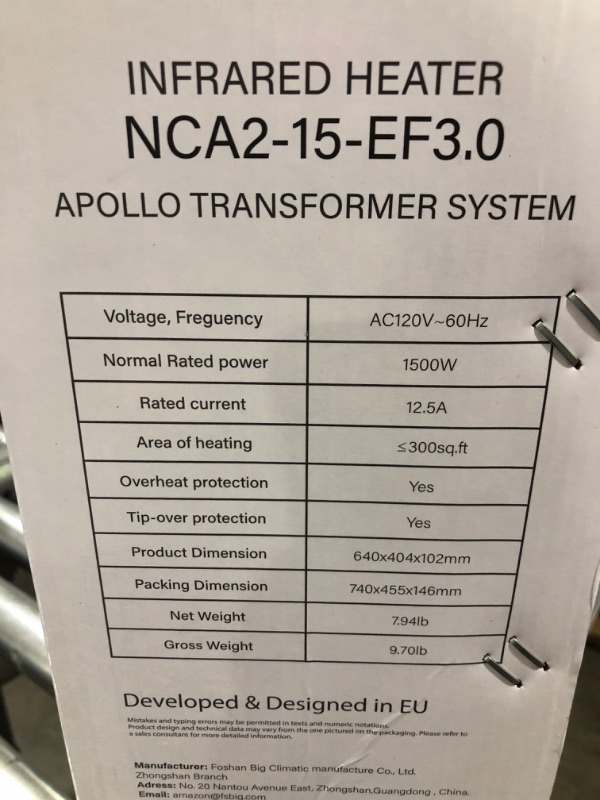 INFRARED HEATER
NCA2-15-EF3.0
APOLLO TRANSFORMER SYSTEM
Voltage, Freguency AC120V~60Hz
Normal Rated power 1500W
Rated current 12.5A
Area of heating ≤300sq.ft
Overheat protection Yes
Tip-over protection Yes
Product Dimension 640x404x102mm
Packing Dimension 740x455x146mm
Net Weight 7.94lb
Gross Weight 9.70lb
Developed & Designed in EU
Mistakes and typing errors may be permitted in texts and numeric notations.
Product design and technical data may vary from the one pictured on the packaging. Please refer to
a sales consultant for more detailed information.
Manufacturer: Foshan Big Climatic manufacture Co., Ltd.
Zhongshan Branch
Adress: No. 20 Nantou Avenue East, Zhongshan,Guangdong , China.
Email: amazon@fsbig.com